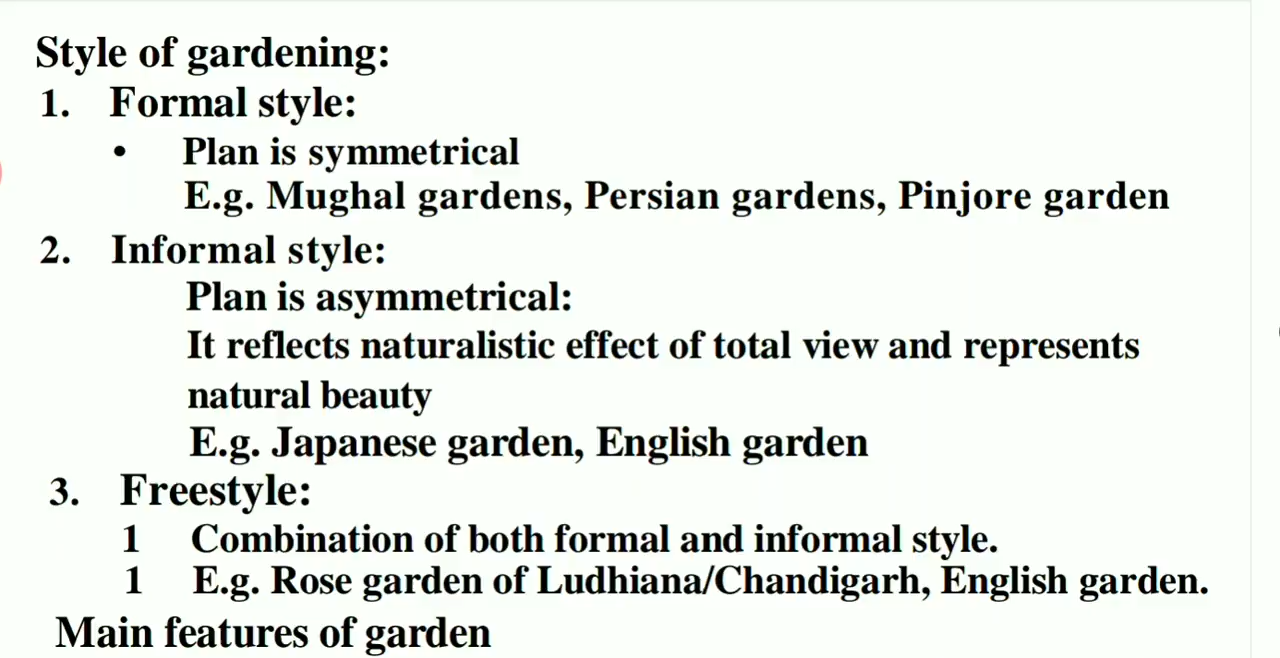 Style of gardening:
1. Formal style:
• Plan is symmetrical
E.g. Mughal gardens, Persian gardens, Pinjore garden
2. Informal style:
Plan is asymmetrical:
It reflects naturalistic effect of total view and represents
natural beauty
E.g. Japanese garden, English garden
3. Freestyle:
1 Combination of both formal and informal style.
1 E.g. Rose garden of Ludhiana/Chandigarh, English garden.
Main features of garden